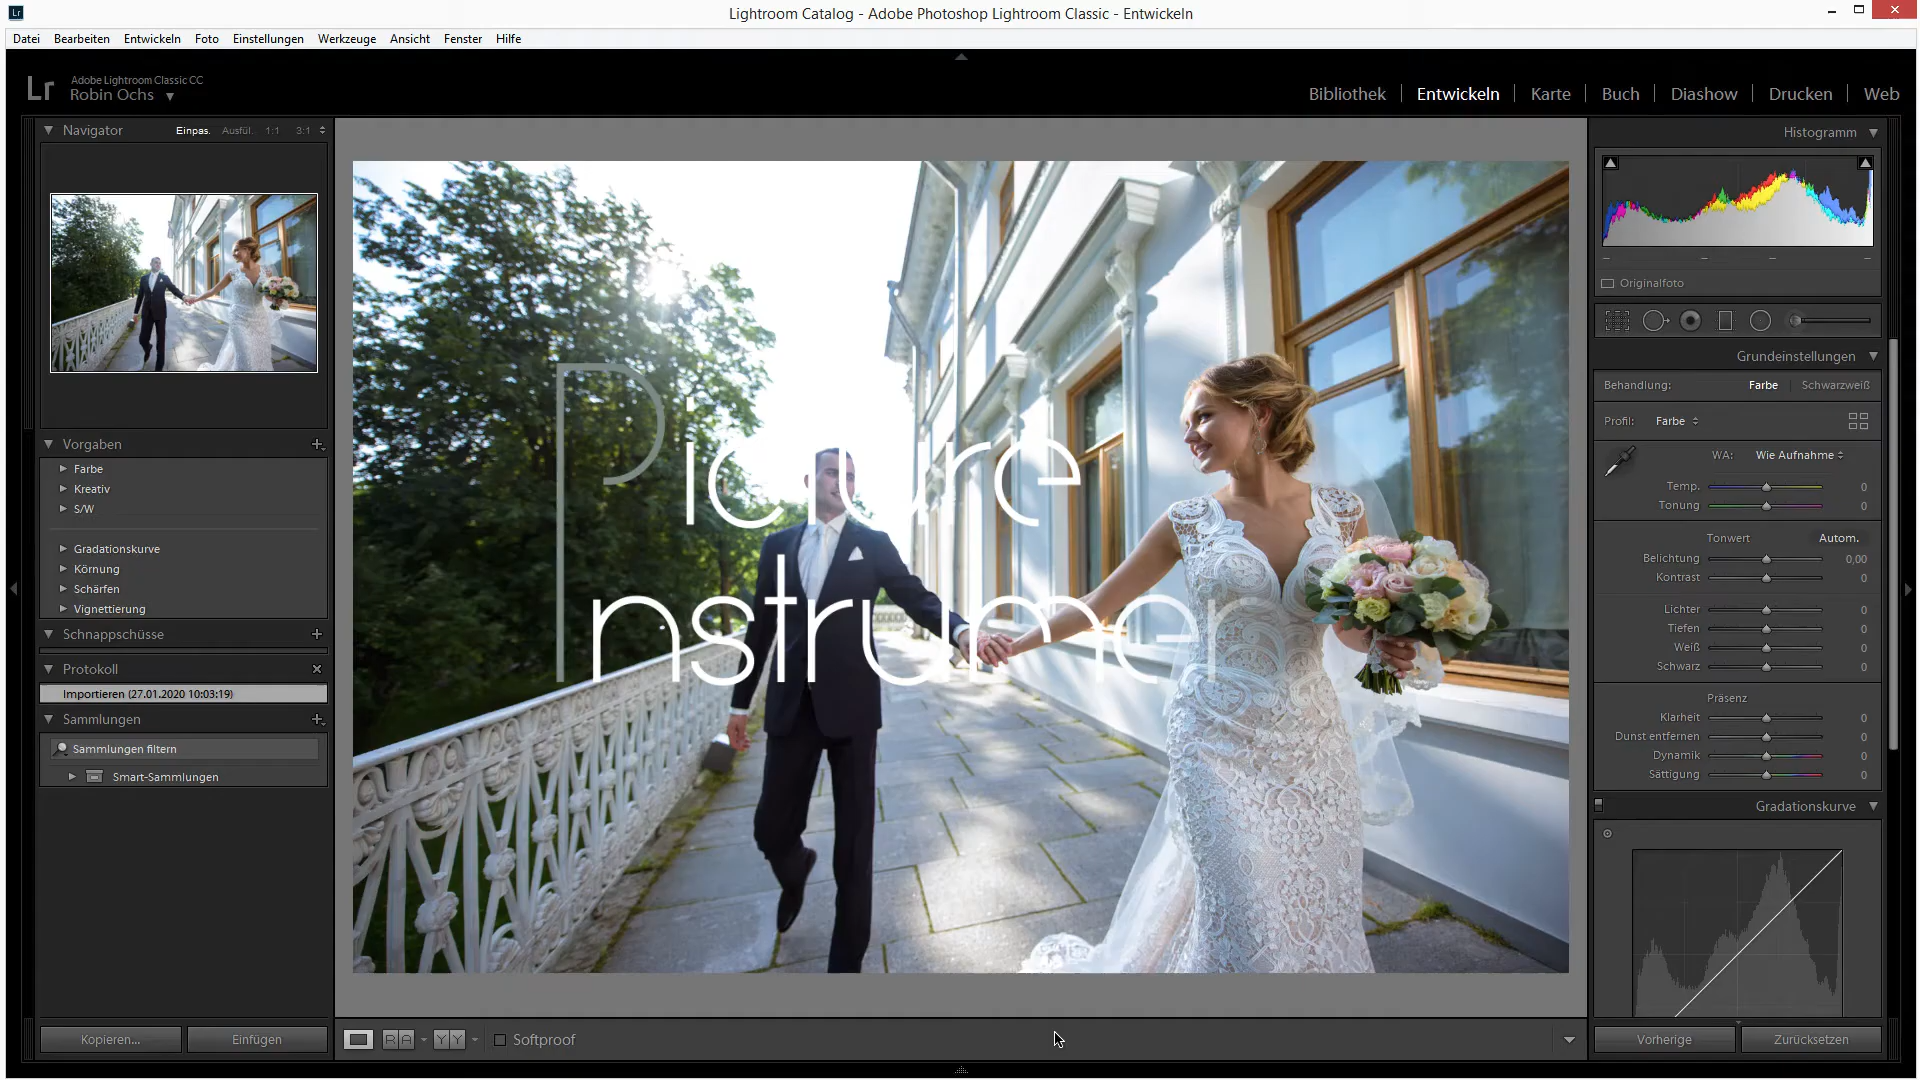 Lightroom Catalog - Adobe Photoshop Lightroom Classic - Entwickeln
Datei Bearbeiten Entwickeln Foto Einstellungen Werkzeuge Ansicht Fenster Hilfe
Lr Adobe Lightroom Classic CC
Robin Ochs
Bibliothek Entwickeln Karte Buch Diashow Drucken Web
Navigator Einpas. Ausfül. 1:1 3:1
Vorgaben
Farbe
Kreativ
S/W
Gradationskurve
Körnung
Schärfen
Vignettierung
Schnappschüsse
Protokoll
Importieren (27.01.2020 10:03:19)
Sammlungen
Sammlungen filtern
Smart-Sammlungen
Kopieren... Einfügen
Picture
Instrumen
R A Y Y Softproof
Histogramm
Originalfoto
Grundeinstellungen
Behandlung: Farbe Schwarzweiß
Profil: Farbe
WA: Wie Aufnahme
Temp. 0
Tonung 0
Tonwert Autom.
Belichtung 0,00
Kontrast 0
Lichter 0
Tiefen 0
Weiß 0
Schwarz 0
Präsenz
Klarheit 0
Dunst entfernen 0
Dynamik 0
Sättigung 0
Gradationskurve
Vorherige Zurücksetzen